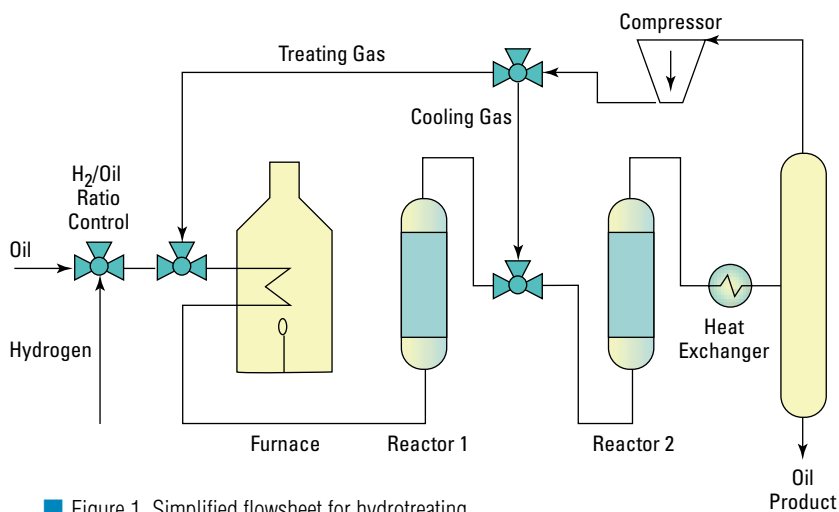 Compressor
Treating Gas
Cooling Gas
H2/Oil
Ratio
Control
Oil
Hydrogen
Heat
Exchanger
Furnace
Reactor 1
Reactor 2
Oil
Product
Figure 1. Simplified flowsheet for hydrotreating